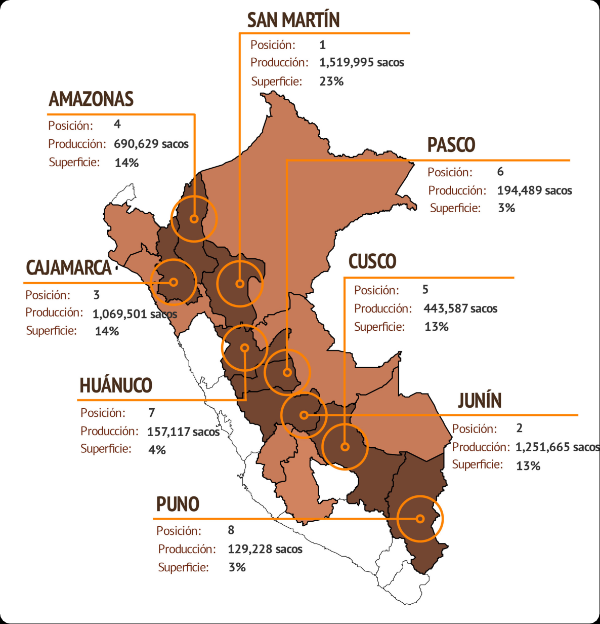 SAN MARTÍN
Posición: 1
Producción: 1,519,995 sacos
Superficie: 23%
AMAZONAS
Posición: 4
Producción: 690,629 sacos
Superficie: 14%
PASCO
Posición: 6
Producción: 194,489 sacos
Superficie: 3%
CAJAMARCA
Posición: 3
Producción: 1,069,501 sacos
Superficie: 14%
CUSCO
Posición: 5
Producción: 443,587 sacos
Superficie: 13%
HUÁNUCO
Posición: 7
Producción: 157,117 sacos
Superficie: 4%
JUNÍN
Posición: 2
Producción: 1,251,665 sacos
Superficie: 13%
PUNO
Posición: 8
Producción: 129,228 sacos
Superficie: 3%